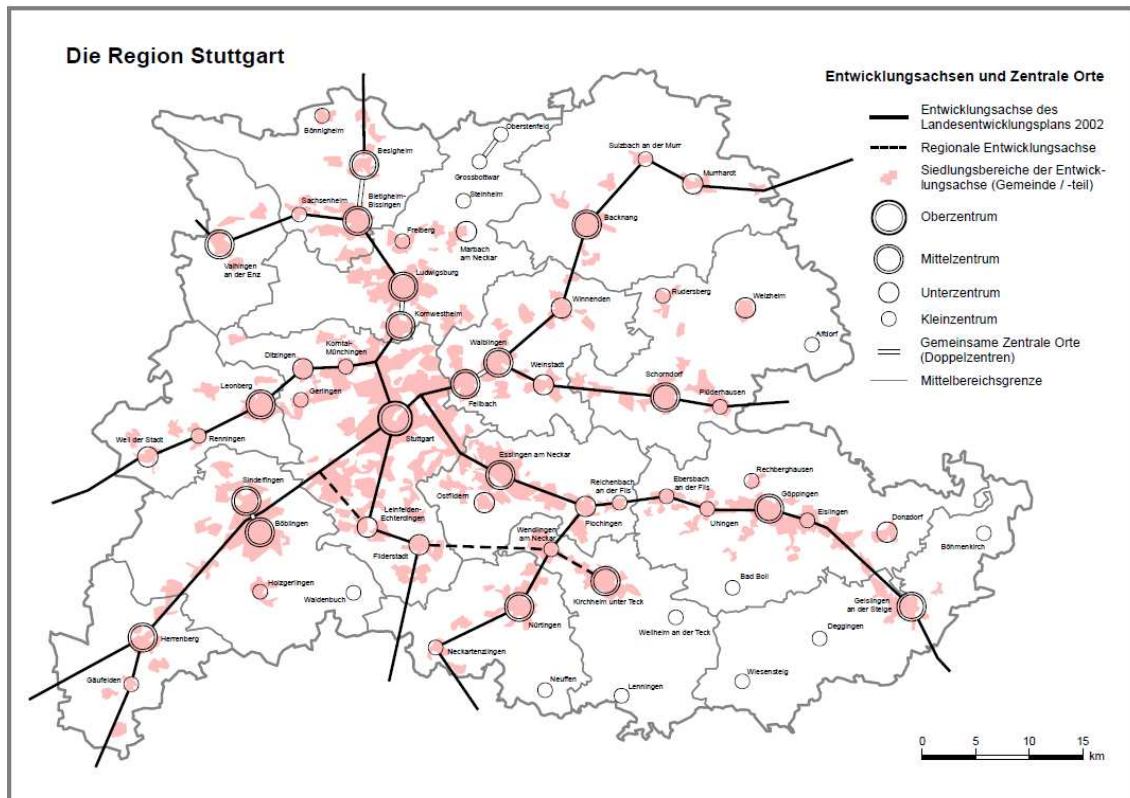 Die Region Stuttgart
Entwicklungsachsen und Zentrale Orte
Entwicklungsachse des
Landesentwicklungsplans 2002
Regionale Entwicklungsachse
Siedlungsbereiche der Entwick-
lungsachse (Gemeinde / -teil)
Oberzentrum
Mittelzentrum
Unterzentrum
Kleinzentrum
Gemeinsame Zentrale Orte
(Doppelzentren)
Mittelbereichsgrenze
Bönnigheim
Oberstenfeld
Besigheim
Grossbottwar
Sulzbach an der Murr
Murrhardt
Bietigheim-
Bissingen
Steinheim
Sachsenheim
Backnang
Freiberg
Marbach
am Neckar
Vaihingen
an der Enz
Ludwigsburg
Rudersberg
Welzheim
Winnenden
Kornwestheim
Alfdorf
Waiblingen
Korntal-
Münchingen
Ditzingen
Weinstadt
Schorndorf
Leonberg
Gerlingen
Fellbach
Plüderhausen
Stuttgart
Renningen
Weil der Stadt
Esslingen am Neckar
Rechberghausen
Sindelfingen
Reichenbach
an der Fils
Ebersbach
an der Fils
Göppingen
Ostfildern
Eislingen
Donzdorf
Leinfelden-
Echterdingen
Plochingen
Uhingen
Böblingen
Wendlingen
am Neckar
Böhmenkirch
Filderstadt
Holzgerlingen
Waldenbuch
Kirchheim unter Teck
Bad Boll
Geislingen
an der Steige
Nürtingen
Weilheim an der Teck
Deggingen
Herrenberg
Neckartenzlingen
Gäufelden
Neuffen
Lenningen
Wiesensteig
0 5 10 15
km